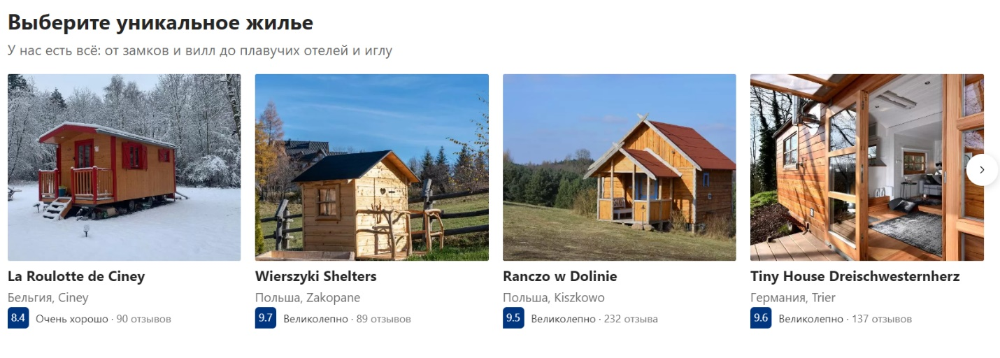 Выберите уникальное жилье
У нас есть всё: от замков и вилл до плавучих отелей и иглу
La Roulotte de Ciney
Бельгия, Ciney
8.4 Очень хорошо · 90 отзывов
Wierszyki Shelters
Польша, Zakopane
9.7 Великолепно · 89 отзывов
Ranczo w Dolinie
Польша, Kiszkowo
9.5 Великолепно · 232 отзыва
Tiny House Dreischwesternherz
Германия, Trier
9.6 Великолепно · 137 отзывов